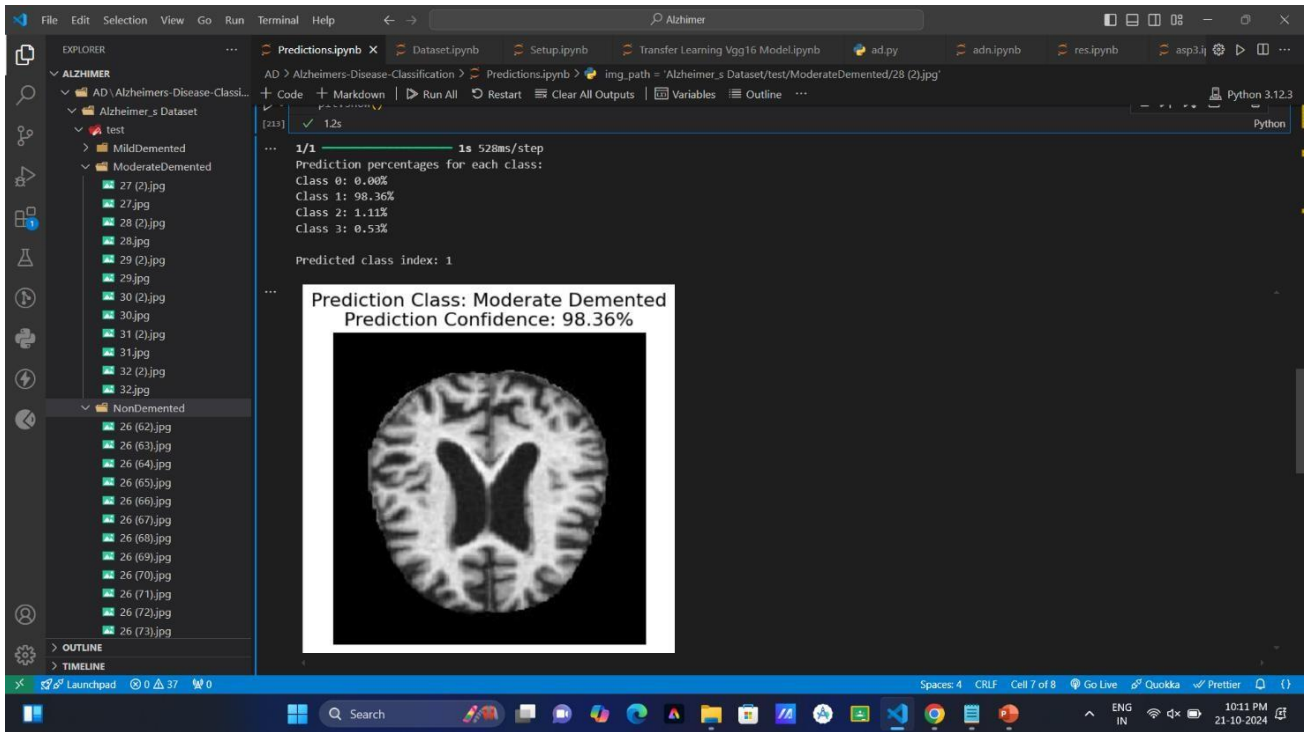 File Edit Selection View Go Run Terminal Help
Alzhimer
EXPLORER
Predictions.ipynb
Dataset.ipynb
Setup.ipynb
Transfer Learning Vgg16 Model.ipynb
ad.py
adn.ipynb
res.ipynb
ALZHIMER
AD > Alzheimers-Disease-Classification > Predictions.ipynb > img_path = 'Alzheimer_s Dataset/test/ModerateDemented/28 (2).jpg'
AD \ Alzheimers-Disease-Classi...
+ Code + Markdown | Run All Restart Clear All Outputs | Variables Outline ...
Python 3.12.3
Alzheimer_s Dataset
[213] ✓ 1.2s
Python
test
MildDemented
ModerateDemented
27 (2).jpg
27.jpg
28 (2).jpg
28.jpg
29 (2).jpg
29.jpg
30 (2).jpg
30.jpg
31 (2).jpg
31.jpg
32 (2).jpg
32.jpg
NonDemented
26 (62).jpg
26 (63).jpg
26 (64).jpg
26 (65).jpg
26 (66).jpg
26 (67).jpg
26 (68).jpg
26 (69).jpg
26 (70).jpg
26 (71).jpg
26 (72).jpg
26 (73).jpg
OUTLINE
TIMELINE
1/1 1s 528ms/step
Prediction percentages for each class:
Class 0: 0.00%
Class 1: 98.36%
Class 2: 1.11%
Class 3: 0.53%
Predicted class index: 1
Prediction Class: Moderate Demented
Prediction Confidence: 98.36%
Launchpad 0 37 0
Spaces: 4 CRLF Cell 7 of 8 Go Live Quokka Prettier
Search
ENG
IN
10:11 PM
21-10-2024